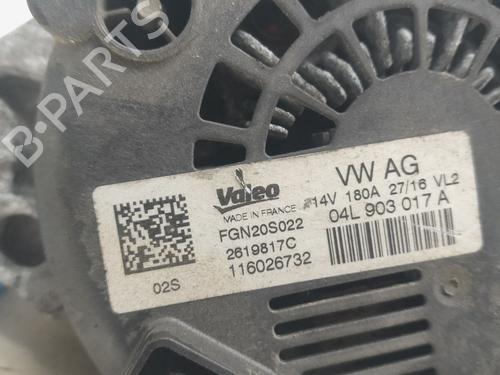 B-PARTS
Valeo
MADE IN FRANCE
FGN20S022
2619817C
116026732
02S
VW AG
14V 180A 27/16 VL2
04L 903 017 A